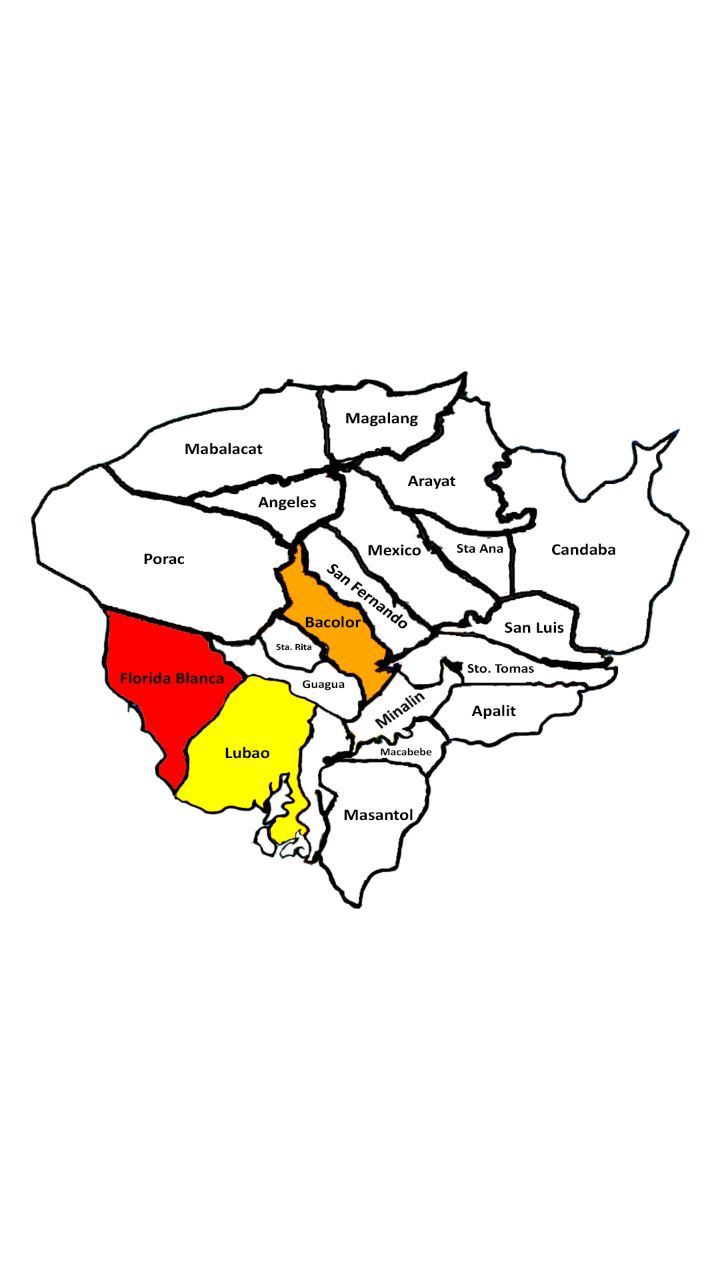 Magalang
Mabalacat
Arayat
Angeles
Mexico
Sta Ana
Candaba
Porac
San Fernando
Bacolor
San Luis
Sta. Rita
Sto. Tomas
Florida Blanca
Guagua
Minalin
Apalit
Lubao
Macabebe
Masantol